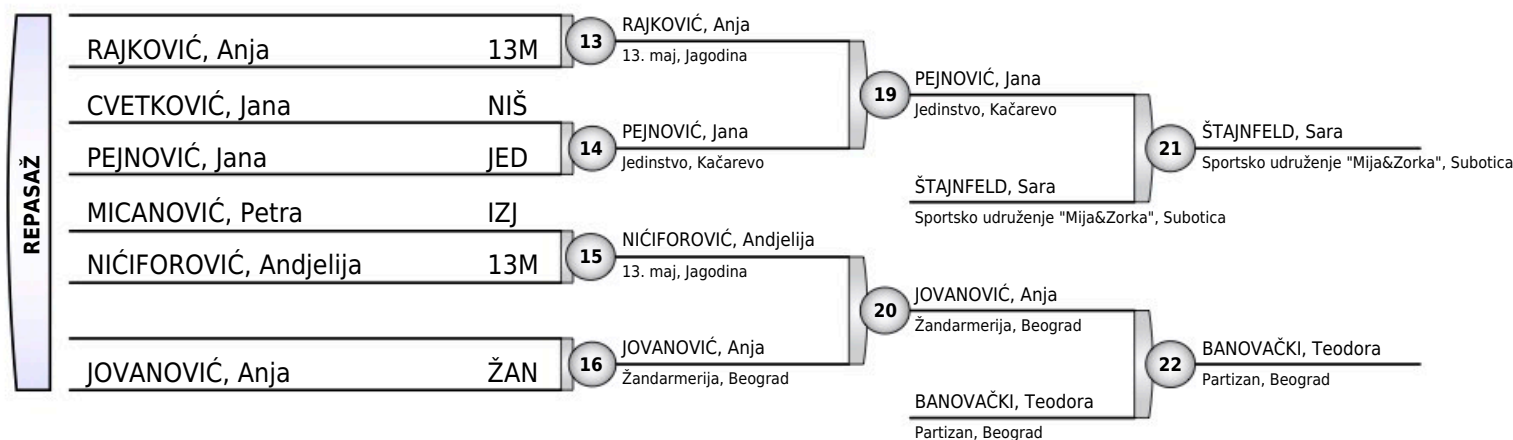 REPASAŽ
RAJKOVIĆ, Anja 13M
CVETKOVIĆ, Jana NIŠ
PEJNOVIĆ, Jana JED
MICANOVIĆ, Petra IZJ
NIĆIFOROVIĆ, Andjelija 13M
JOVANOVIĆ, Anja ŽAN
13
RAJKOVIĆ, Anja
13. maj, Jagodina
14
PEJNOVIĆ, Jana
Jedinstvo, Kačarevo
15
NIĆIFOROVIĆ, Andjelija
13. maj, Jagodina
16
JOVANOVIĆ, Anja
Žandarmerija, Beograd
19
PEJNOVIĆ, Jana
Jedinstvo, Kačarevo
ŠTAJNFELD, Sara
Sportsko udruženje "Mija&Zorka", Subotica
20
JOVANOVIĆ, Anja
Žandarmerija, Beograd
BANOVAČKI, Teodora
Partizan, Beograd
21
ŠTAJNFELD, Sara
Sportsko udruženje "Mija&Zorka", Subotica
22
BANOVAČKI, Teodora
Partizan, Beograd